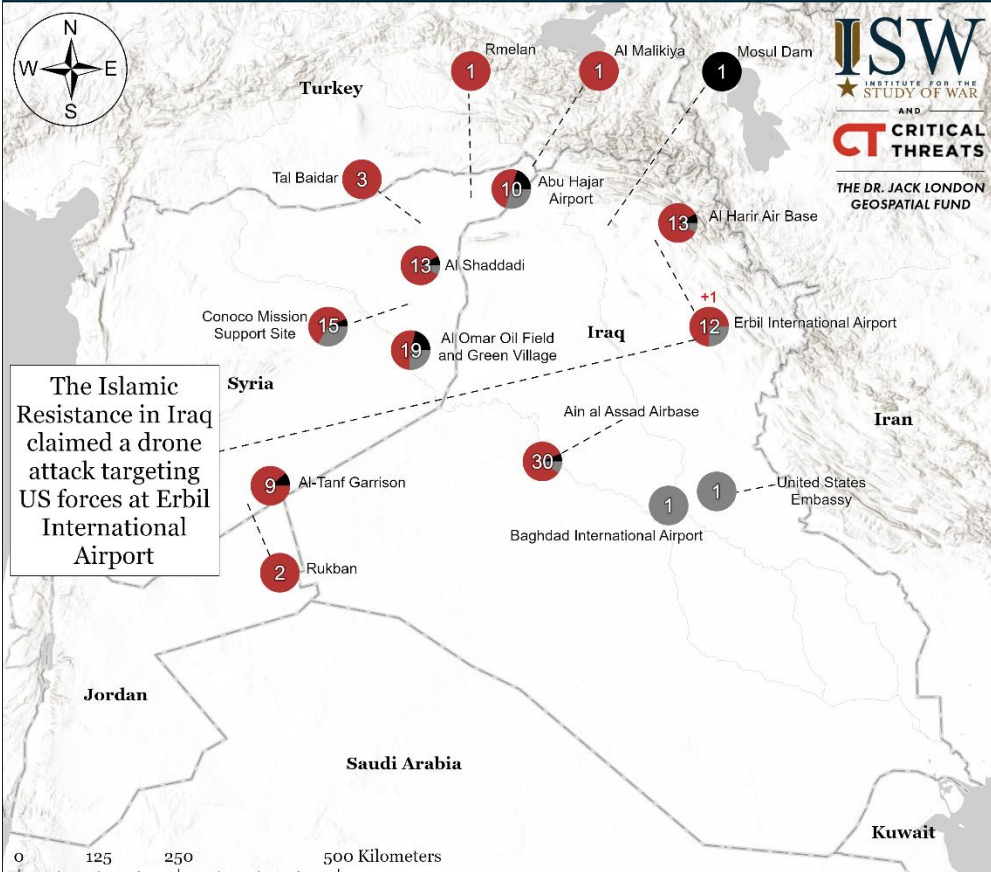 N
W E
S
Turkey
Rmelan
1
Al Malikiya
1
Mosul Dam
1
ISW
INSTITUTE FOR THE
STUDY OF WAR
AND
CT CRITICAL
THREATS
THE DR. JACK LONDON
GEOSPATIAL FUND
Tal Baidar
3
10
Abu Hajar
Airport
Al Harir Air Base
13
13
Al Shaddadi
Conoco Mission
Support Site
15
+1
12
Erbil International Airport
Iraq
19
Al Omar Oil Field
and Green Village
Syria
The Islamic
Resistance in Iraq
claimed a drone
attack targeting
US forces at Erbil
International
Airport
Iran
Ain al Assad Airbase
30
9
Al-Tanf Garrison
1
United States
Embassy
1
Baghdad International Airport
2
Rukban
Jordan
Saudi Arabia
Kuwait
0 125 250 500 Kilometers